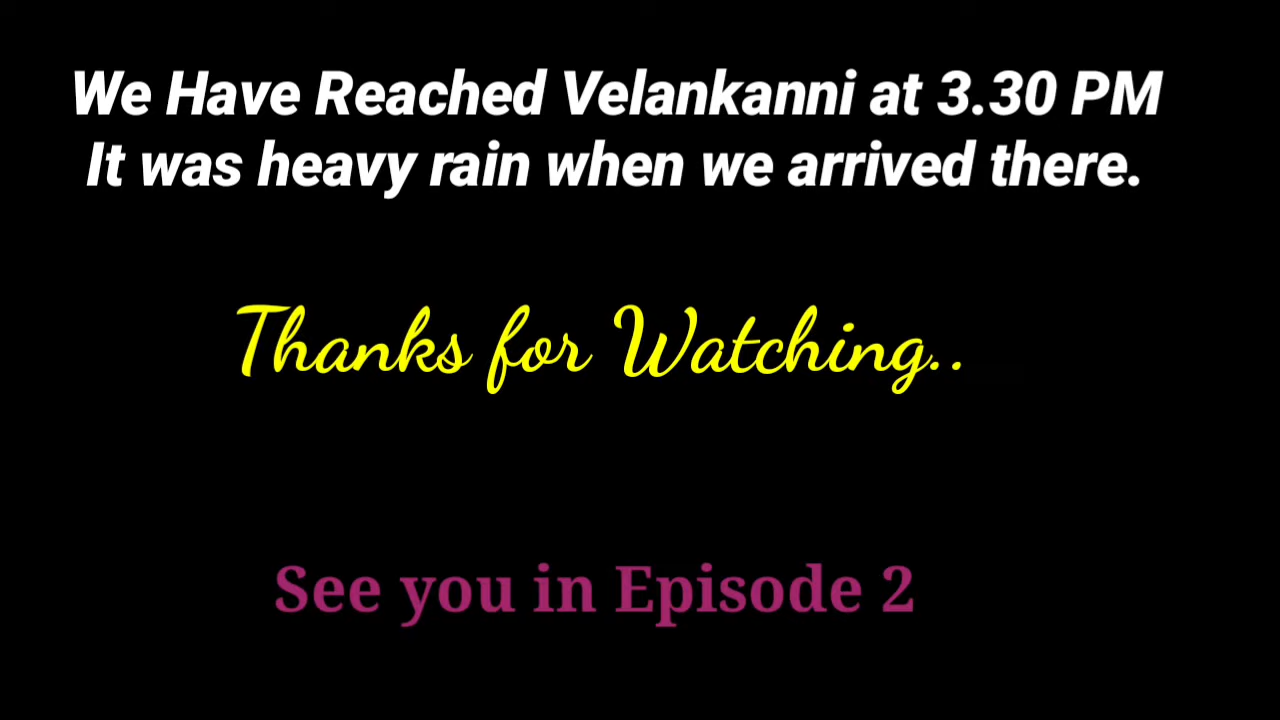 We Have Reached Velankanni at 3.30 PM
It was heavy rain when we arrived there.
Thanks for Watching..
See you in Episode 2